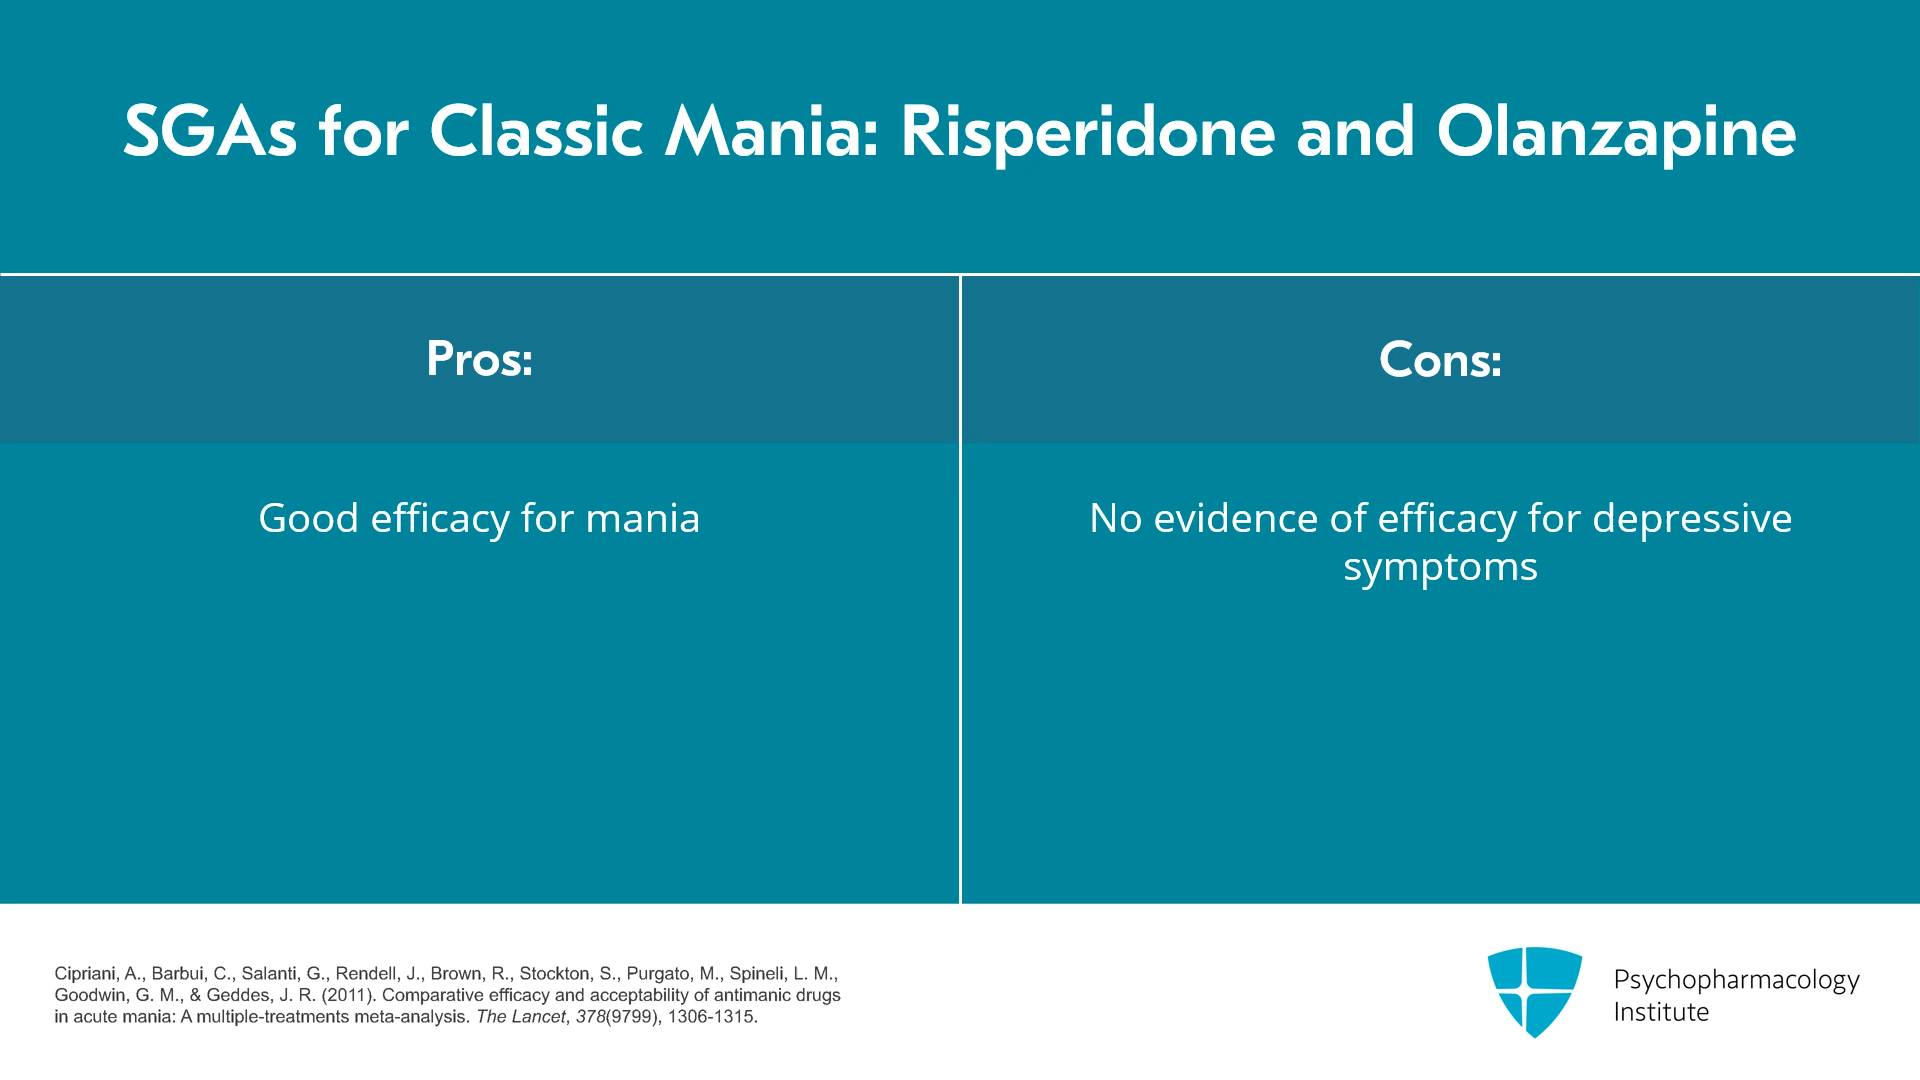 SGAs for Classic Mania: Risperidone and Olanzapine
Pros:
Good efficacy for mania
Cons:
No evidence of efficacy for depressive
symptoms
Cipriani, A., Barbui, C., Salanti, G., Rendell, J., Brown, R., Stockton, S., Purgato, M., Spineli, L. M.,
Goodwin, G. M., & Geddes, J. R. (2011). Comparative efficacy and acceptability of antimanic drugs
in acute mania: A multiple-treatments meta-analysis. The Lancet, 378(9799), 1306-1315.
Psychopharmacology
Institute